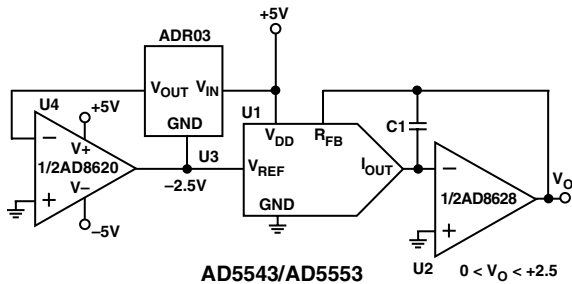 +5V
ADR03
U4
+5V
VOUT VIN
U1
C1
GND
VDD
RFB
V+
1/2AD8620
U3
VREF
IOUT
−2.5V
V−
−5V
GND
1/2AD8628
VO
U2
0 < VO < +2.5
AD5543/AD5553